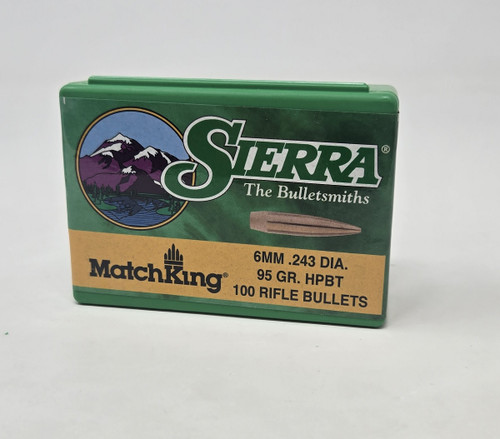 SIERRA®
The Bulletsmiths
MatchKing®
6MM .243 DIA.
95 GR. HPBT
100 RIFLE BULLETS